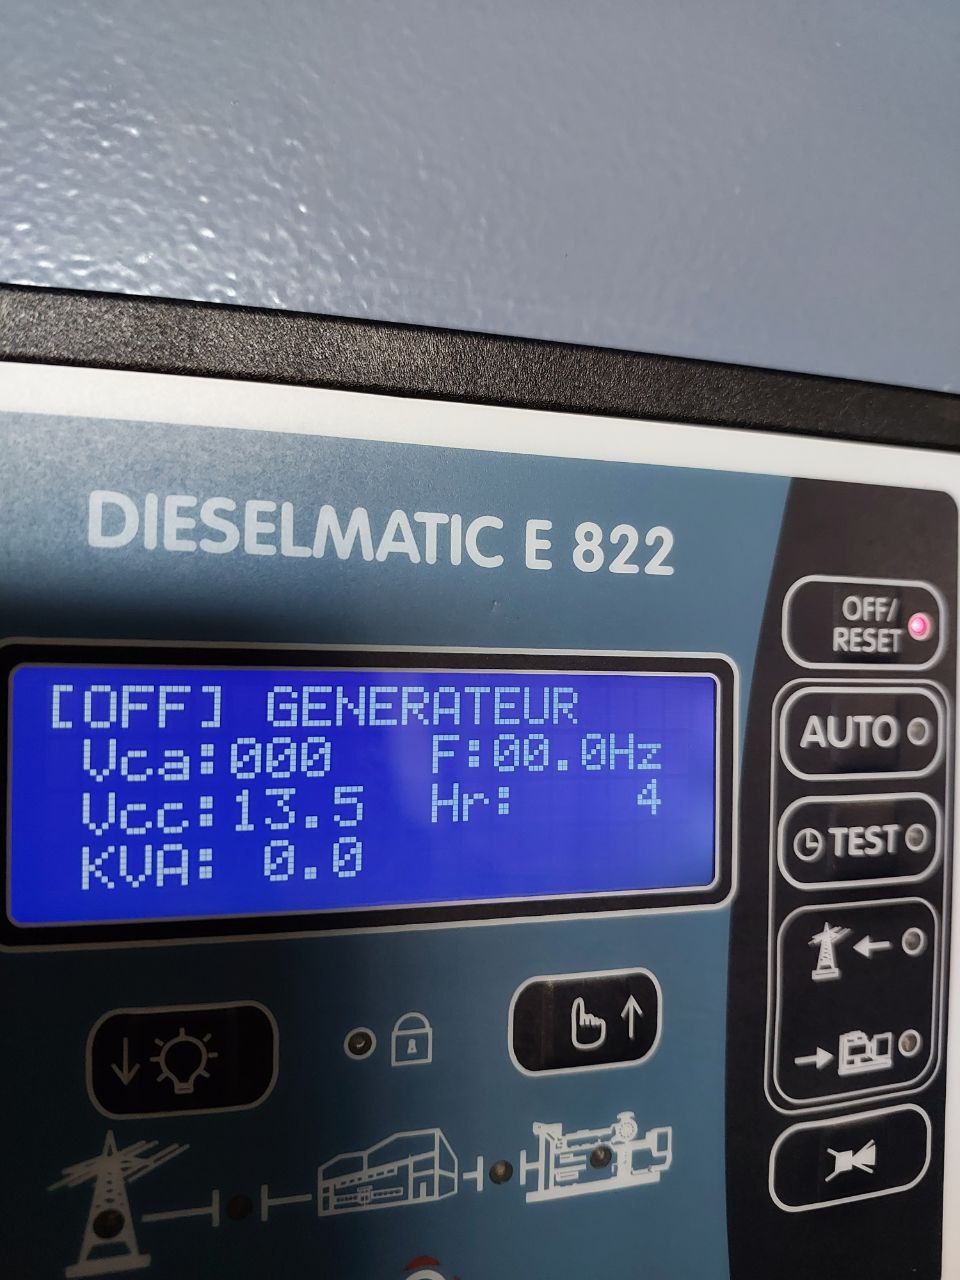 DIESELMATIC E 822
[OFF] GENERATEUR
Vca:000 F:00.0Hz
Vcc:13.5 Hr: 4
KVA: 0.0
OFF/
RESET
AUTO
TEST